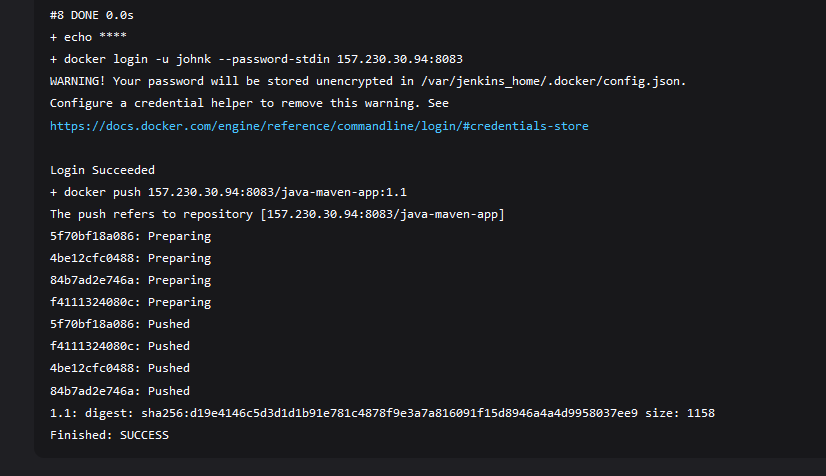 #8 DONE 0.0s
+ echo ****
+ docker login -u johnk --password-stdin 157.230.30.94:8083
WARNING! Your password will be stored unencrypted in /var/jenkins_home/.docker/config.json.
Configure a credential helper to remove this warning. See
https://docs.docker.com/engine/reference/commandline/login/#credentials-store

Login Succeeded
+ docker push 157.230.30.94:8083/java-maven-app:1.1
The push refers to repository [157.230.30.94:8083/java-maven-app]
5f70bf18a086: Preparing
4be12cfc0488: Preparing
84b7ad2e746a: Preparing
f4111324080c: Preparing
5f70bf18a086: Pushed
f4111324080c: Pushed
4be12cfc0488: Pushed
84b7ad2e746a: Pushed
1.1: digest: sha256:d19e4146c5d3d1d1b91e781c4878f9e3a7a816091f15d8946a4a4d9958037ee9 size: 1158
Finished: SUCCESS